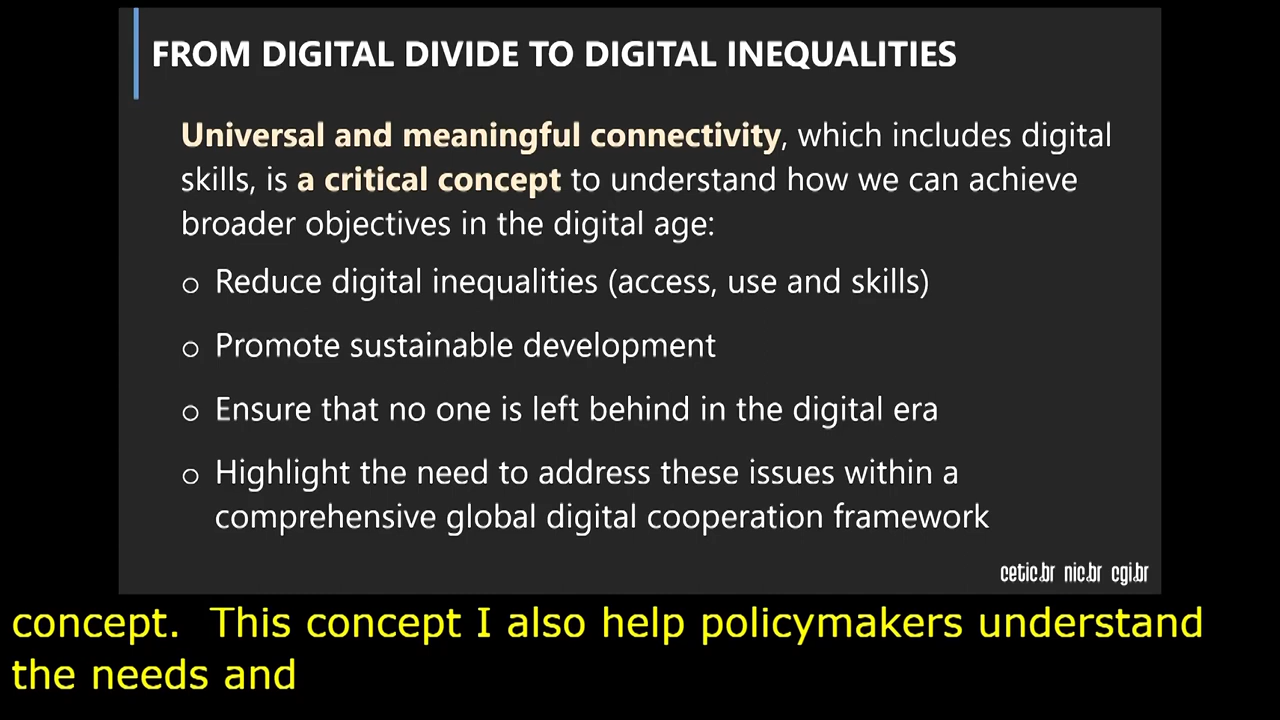 FROM DIGITAL DIVIDE TO DIGITAL INEQUALITIES
Universal and meaningful connectivity, which includes digital
skills, is a critical concept to understand how we can achieve
broader objectives in the digital age:
o Reduce digital inequalities (access, use and skills)
o Promote sustainable development
o Ensure that no one is left behind in the digital era
o Highlight the need to address these issues within a
comprehensive global digital cooperation framework
cetic.br nic.br cgi.br
concept.  This concept I also help policymakers understand
the needs and